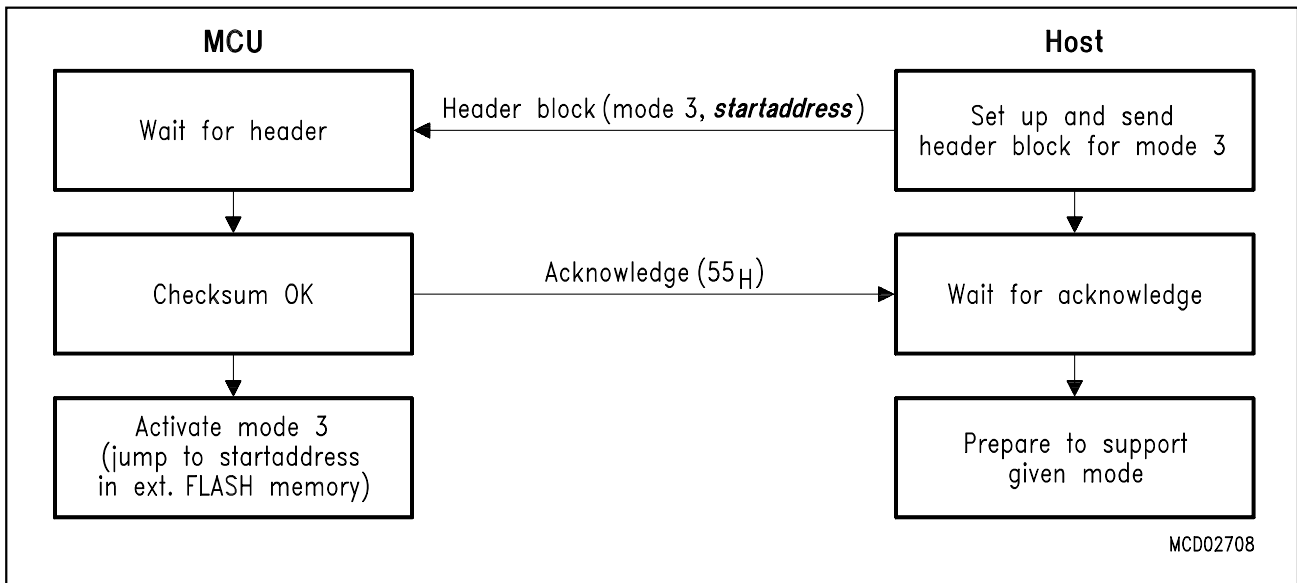 MCU
Host
Wait for header
Header block (mode 3, startaddress)
Set up and send
header block for mode 3
Checksum OK
Acknowledge (55H)
Wait for acknowledge
Activate mode 3
(jump to startaddress
in ext. FLASH memory)
Prepare to support
given mode
MCD02708